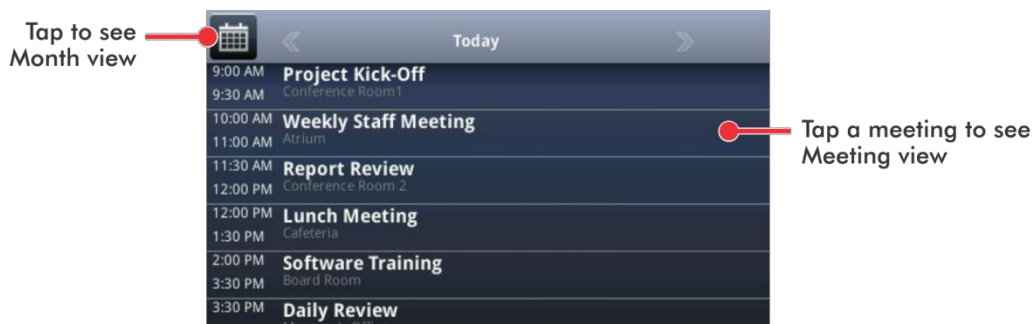 Tap to see
Month view
Today
9:00 AM Project Kick-Off
9:30 AM Conference Room1
10:00 AM Weekly Staff Meeting
11:00 AM Atrium
11:30 AM Report Review
12:00 PM Conference Room 2
12:00 PM Lunch Meeting
1:30 PM Cafeteria
2:00 PM Software Training
3:30 PM Board Room
3:30 PM Daily Review
Tap a meeting to see
Meeting view